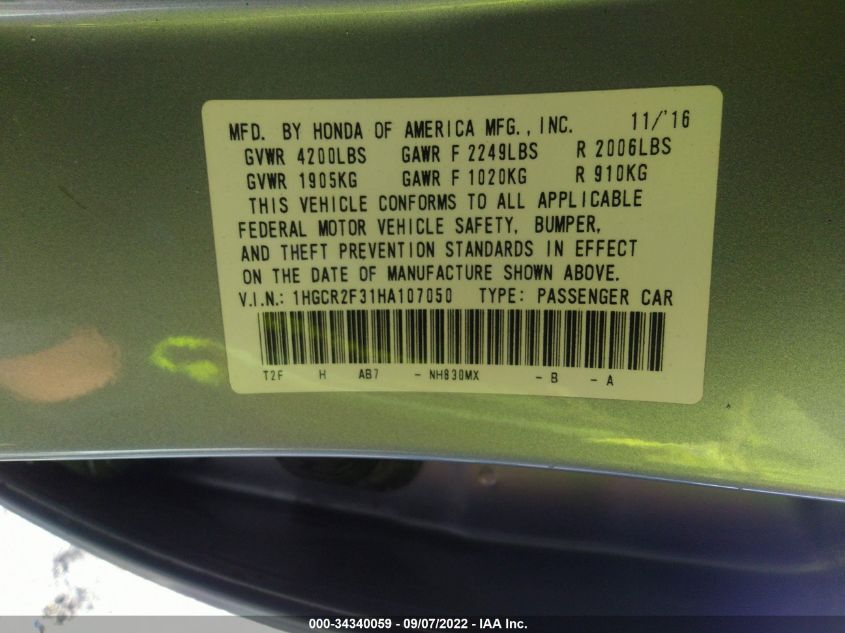 MFD. BY HONDA OF AMERICA MFG., INC. 11/'16
GVWR 4200LBS GAWR F 2249LBS R 2006LBS
GVWR 1905KG GAWR F 1020KG R 910KG
THIS VEHICLE CONFORMS TO ALL APPLICABLE
FEDERAL MOTOR VEHICLE SAFETY, BUMPER,
AND THEFT PREVENTION STANDARDS IN EFFECT
ON THE DATE OF MANUFACTURE SHOWN ABOVE.
V.I.N.: 1HGCR2F31HA107050 TYPE: PASSENGER CAR
T2F H AB7 - NH830MX - B - A
000-34340059 - 09/07/2022 - IAA Inc.